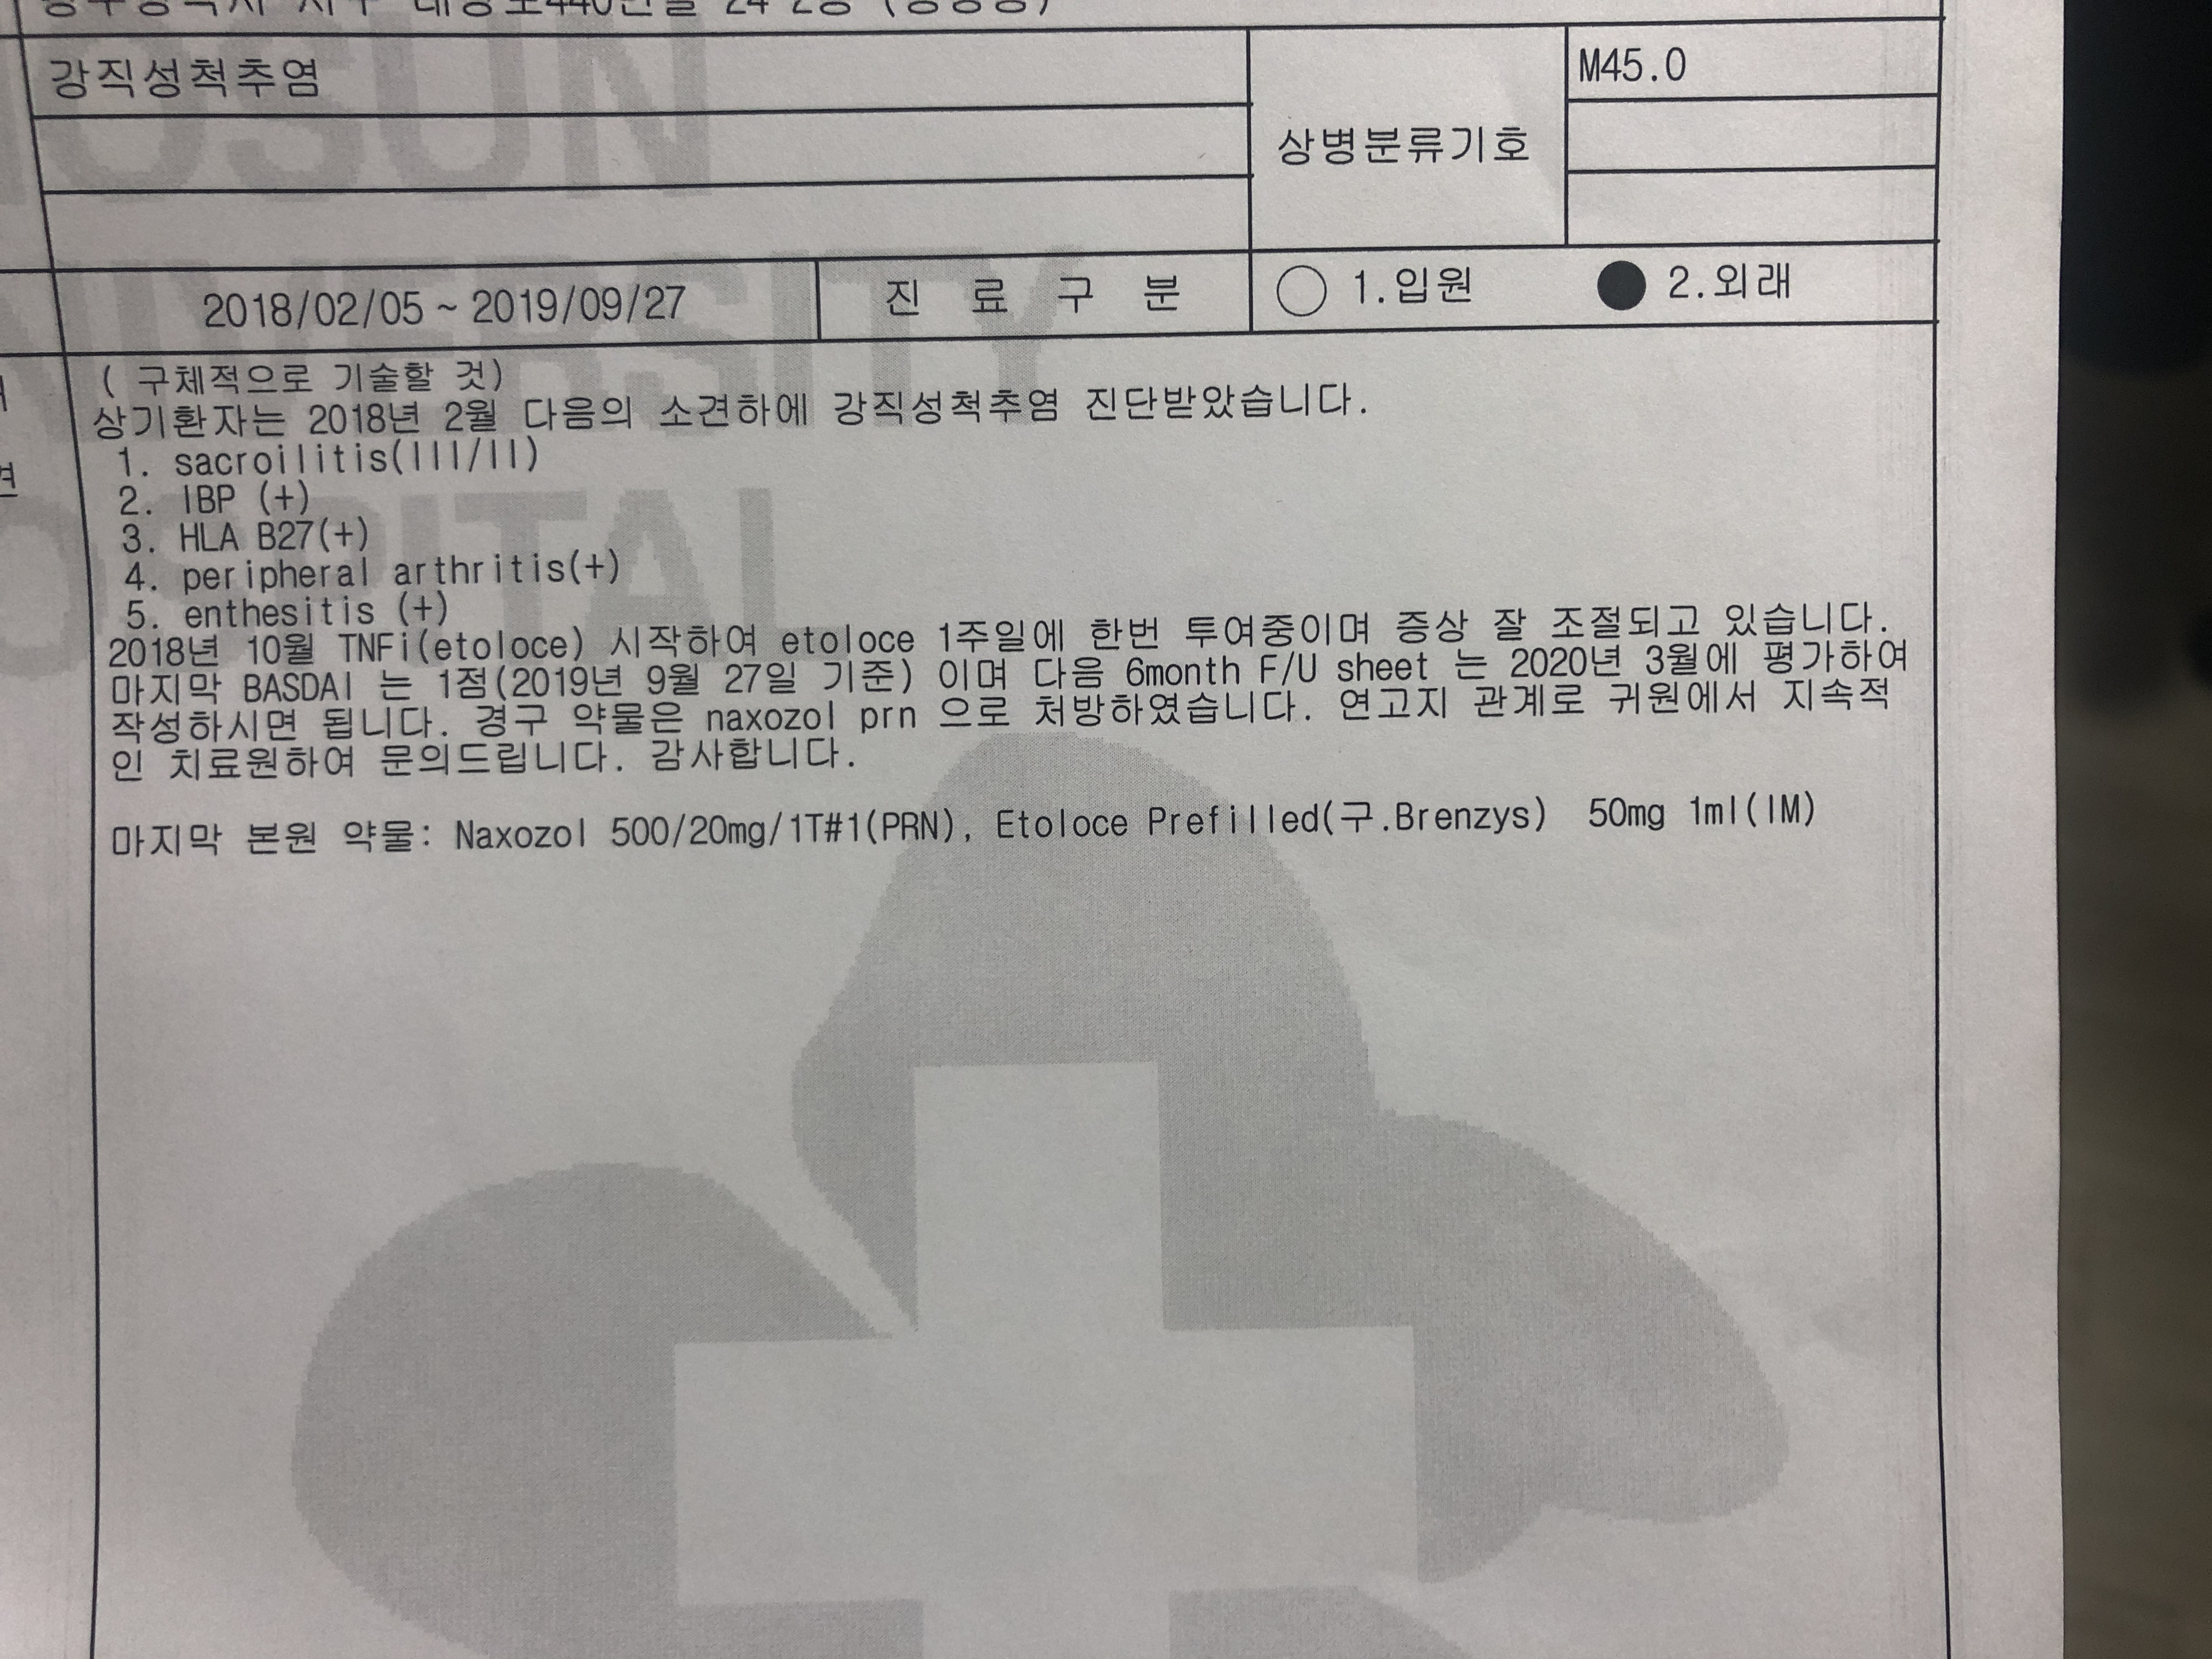 강직성척추염
M45.0
상병분류기호
2018/02/05 ~ 2019/09/27 진 료 구 분 1.입원 2.외래
( 구체적으로 기술할 것)
상기환자는 2018년 2월 다음의 소견하에 강직성척추염 진단받았습니다.
1. sacroilitis(III/II)
2. IBP (+)
3. HLA B27(+)
4. peripheral arthritis(+)
5. enthesitis (+)
2018년 10월 TNFi(etoloce) 시작하여 etoloce 1주일에 한번 투여중이며 증상 잘 조절되고 있습니다.
마지막 BASDAI 는 1점(2019년 9월 27일 기준) 이며 다음 6month F/U sheet 는 2020년 3월에 평가하여
작성하시면 됩니다. 경구 약물은 naxozol prn 으로 처방하였습니다. 연고지 관계로 귀원에서 지속적
인 치료원하여 문의드립니다. 감사합니다.
마지막 본원 약물: Naxozol 500/20mg/1T#1(PRN), Etoloce Prefilled(구.Brenzys) 50mg 1ml(IM)